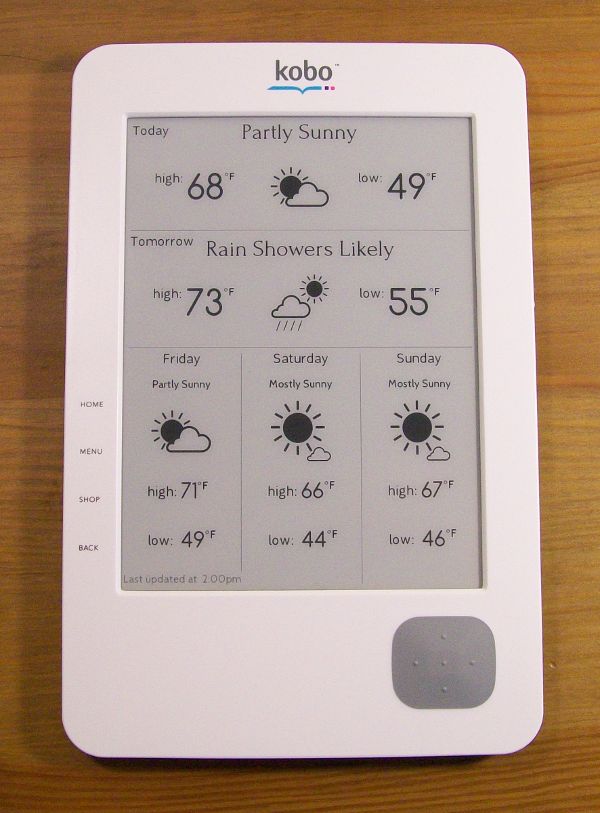 kobo™
Today
Partly Sunny
high: 68°F
low: 49°F
Tomorrow
Rain Showers Likely
high: 73°F
low: 55°F
Friday
Partly Sunny
high: 71°F
low: 49°F
Saturday
Mostly Sunny
high: 66°F
low: 44°F
Sunday
Mostly Sunny
high: 67°F
low: 46°F
Last updated at 2:00pm
HOME
MENU
SHOP
BACK